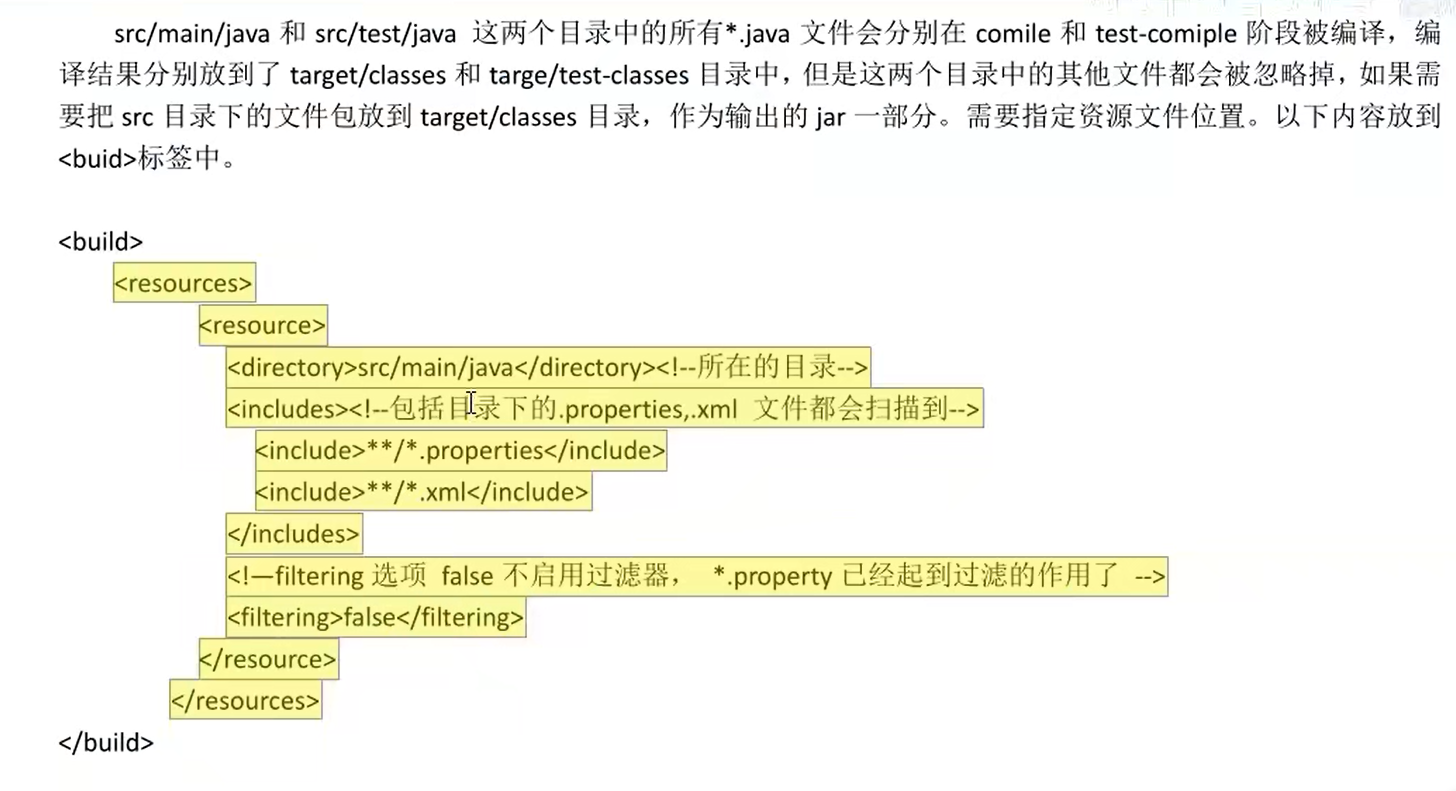 src/main/java 和 src/test/java 这两个目录中的所有*.java 文件会分别在 comile 和 test-comiple 阶段被编译，编
译结果分别放到了 target/classes 和 targe/test-classes 目录中，但是这两个目录中的其他文件都会被忽略掉，如果需
要把 src 目录下的文件包放到 target/classes 目录，作为输出的 jar 一部分。需要指定资源文件位置。以下内容放到
<buid>标签中。
<build>
<resources>
<resource>
<directory>src/main/java</directory><!--所在的目录-->
<includes><!--包括目录下的.properties,.xml 文件都会扫描到-->
<include>**/*.properties</include>
<include>**/*.xml</include>
</includes>
<!—filtering 选项 false 不启用过滤器， *.property 已经起到过滤的作用了 -->
<filtering>false</filtering>
</resource>
</resources>
</build>